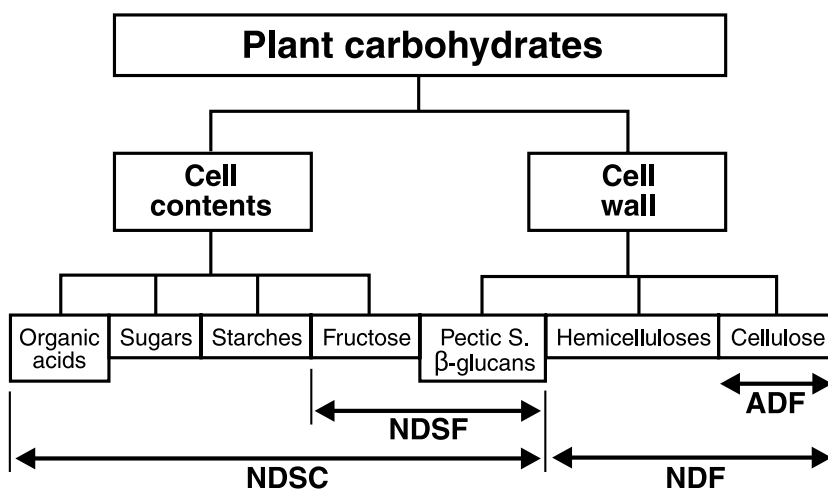 Plant carbohydrates
Cell
contents
Cell
wall
Organic
acids
Sugars
Starches
Fructose
Pectic S.
β-glucans
Hemicelluloses
Cellulose
ADF
NDSF
NDSC
NDF